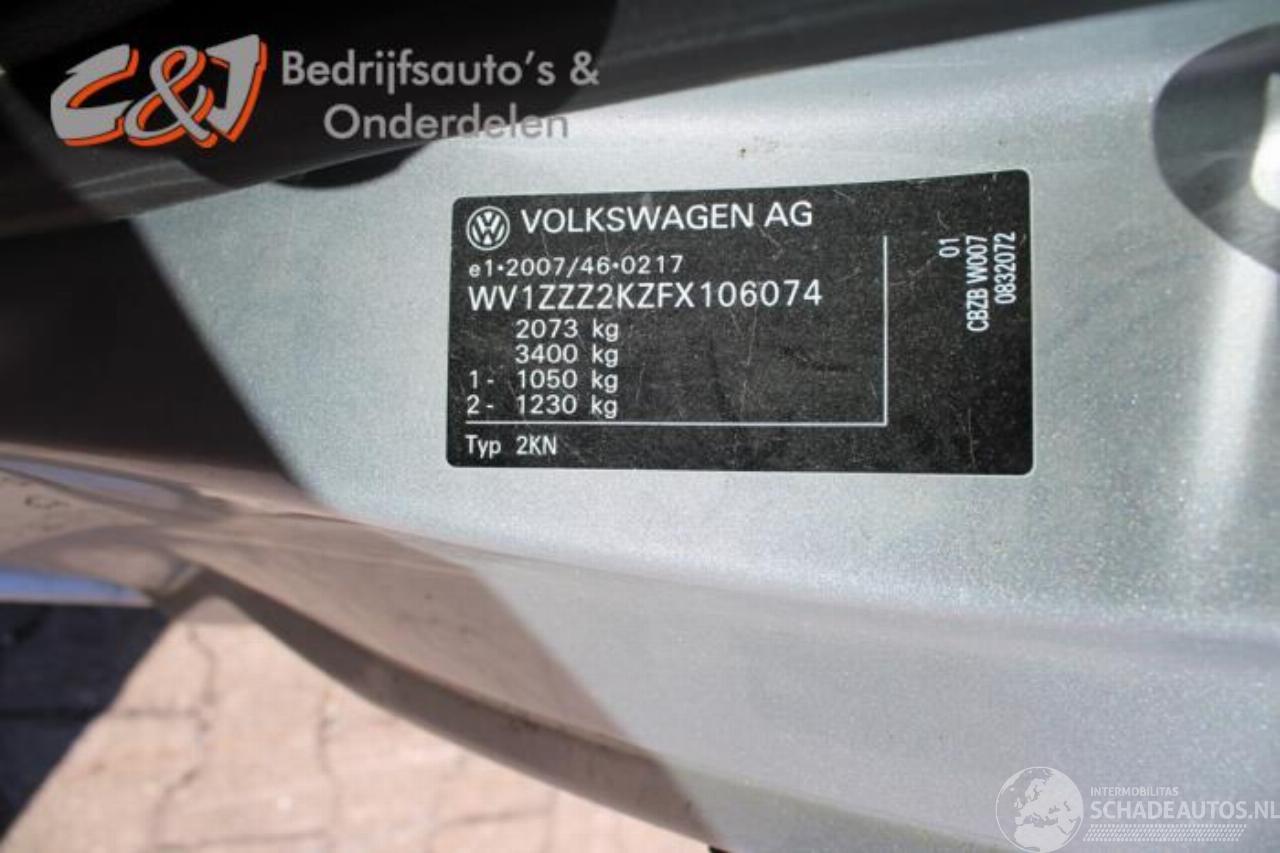 C&J Bedrijfsauto's &
Onderdelen
VOLKSWAGEN AG
e1•2007/46•0217
WV1ZZZ2KZFX106074
2073 kg
3400 kg
1- 1050 kg
2- 1230 kg
Typ 2KN
01
CBZB W007
0832072
INTERMOBILITAS
SCHADEAUTOS.NL